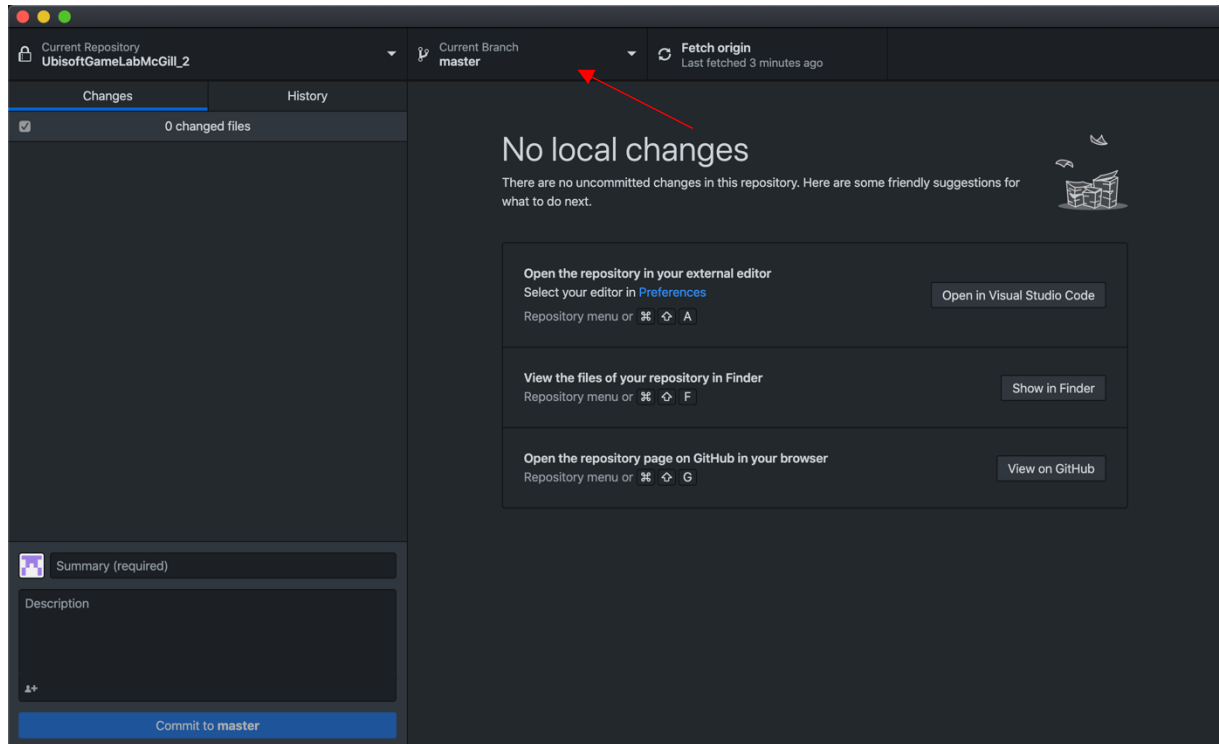 Current Repository
UbisoftGameLabMcGill_2
Current Branch
master
Fetch origin
Last fetched 3 minutes ago
Changes
History
0 changed files
No local changes
There are no uncommitted changes in this repository. Here are some friendly suggestions for
what to do next.
Open the repository in your external editor
Select your editor in Preferences
Repository menu or ⌘ ⇧ A
Open in Visual Studio Code
View the files of your repository in Finder
Repository menu or ⌘ ⇧ F
Show in Finder
Open the repository page on GitHub in your browser
Repository menu or ⌘ ⇧ G
View on GitHub
Summary (required)
Description
Commit to master